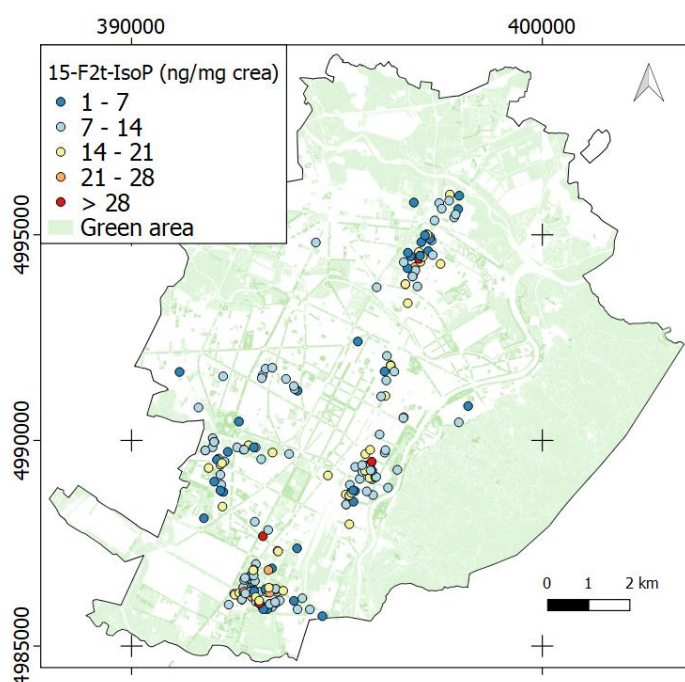 390000
400000
15-F2t-IsoP (ng/mg crea)
1 - 7
7 - 14
14 - 21
21 - 28
> 28
Green area
4995000
4990000
4985000
0 1 2 km